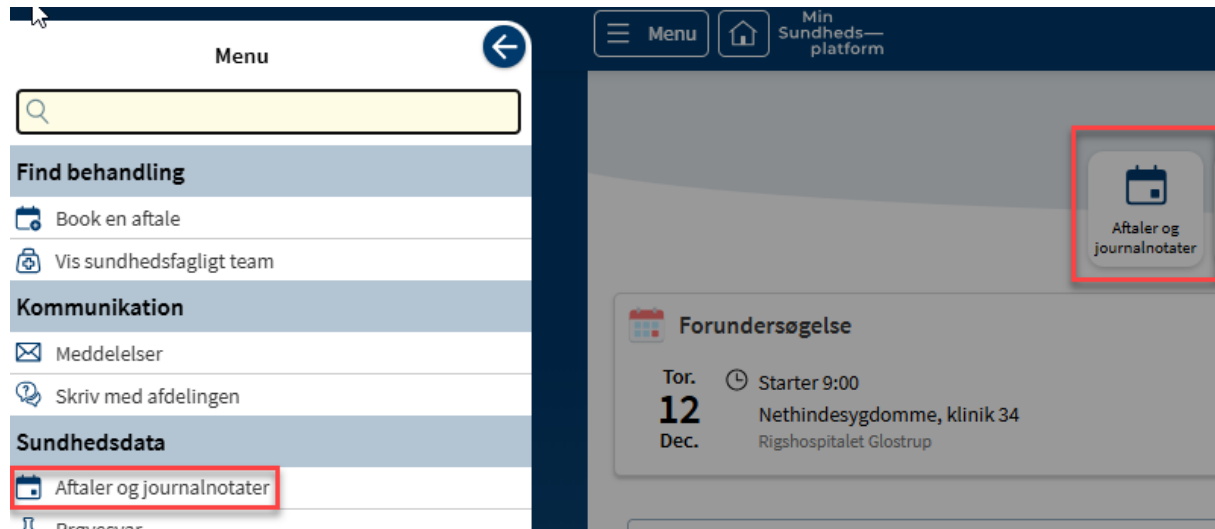 Menu
Find behandling
Book en aftale
Vis sundhedsfagligt team
Kommunikation
Meddelelser
Skriv med afdelingen
Sundhedsdata
Aftaler og journalnotater
Menu
Min
Sundheds—
platform
Aftaler og
journalnotater
Forundersøgelse
Tor.
12
Dec.
Starter 9:00
Nethindesygdomme, klinik 34
Rigshospitalet Glostrup